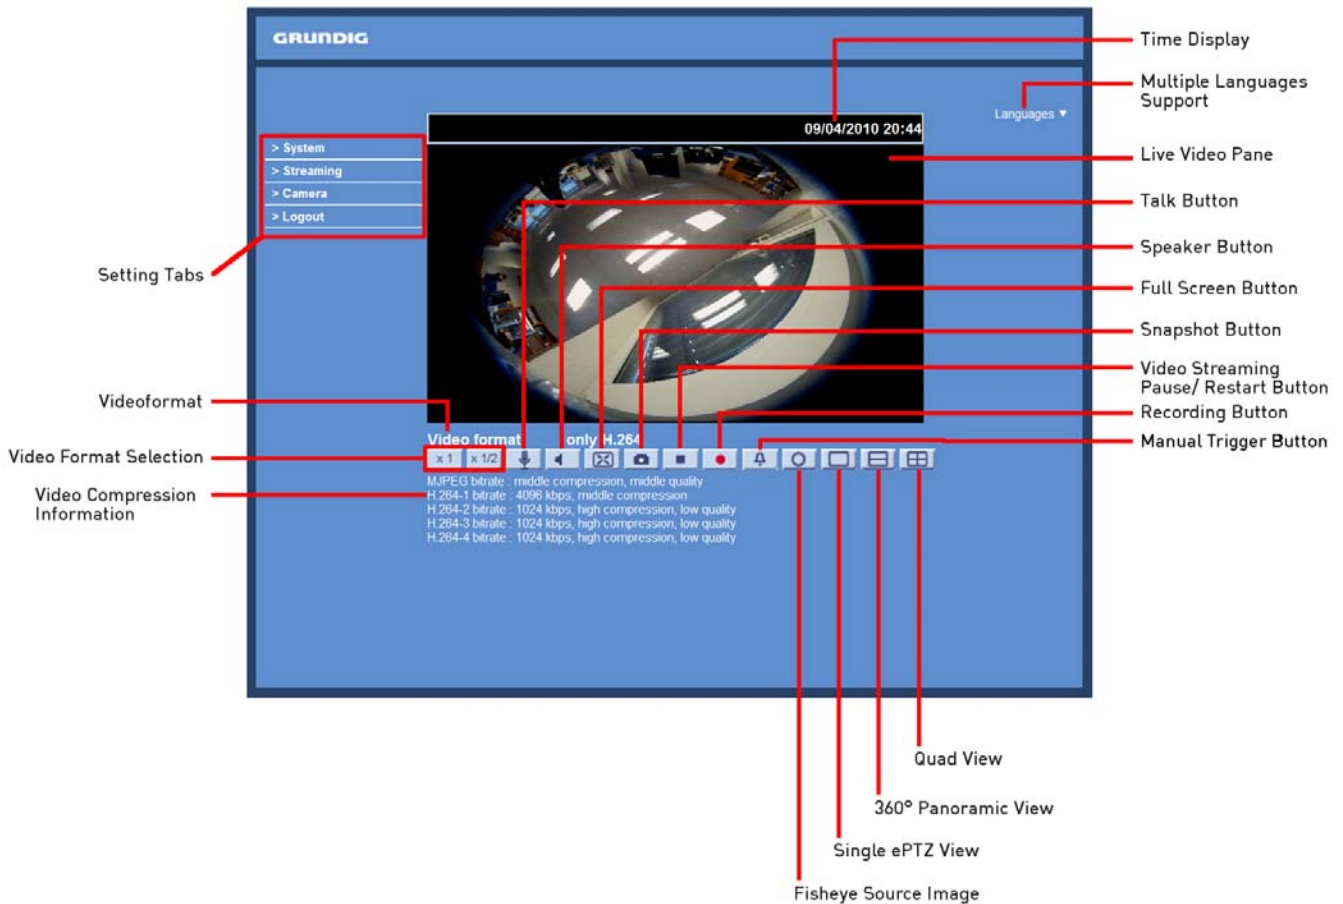 GRUNDIG
Time Display
Multiple Languages
Support
Languages ▼
09/04/2010 20:44
> System
> Streaming
> Camera
> Logout
Live Video Pane
Talk Button
Speaker Button
Setting Tabs
Full Screen Button
Snapshot Button
Video Streaming
Pause/ Restart Button
Videoformat
Recording Button
Video format only H.264
Manual Trigger Button
Video Format Selection
x 1 x 1/2
Video Compression
Information
MJPEG bitrate : middle compression, middle quality
H.264-1 bitrate : 4096 kbps, middle compression
H.264-2 bitrate : 1024 kbps, high compression, low quality
H.264-3 bitrate : 1024 kbps, high compression, low quality
H.264-4 bitrate : 1024 kbps, high compression, low quality
Quad View
360° Panoramic View
Single ePTZ View
Fisheye Source Image